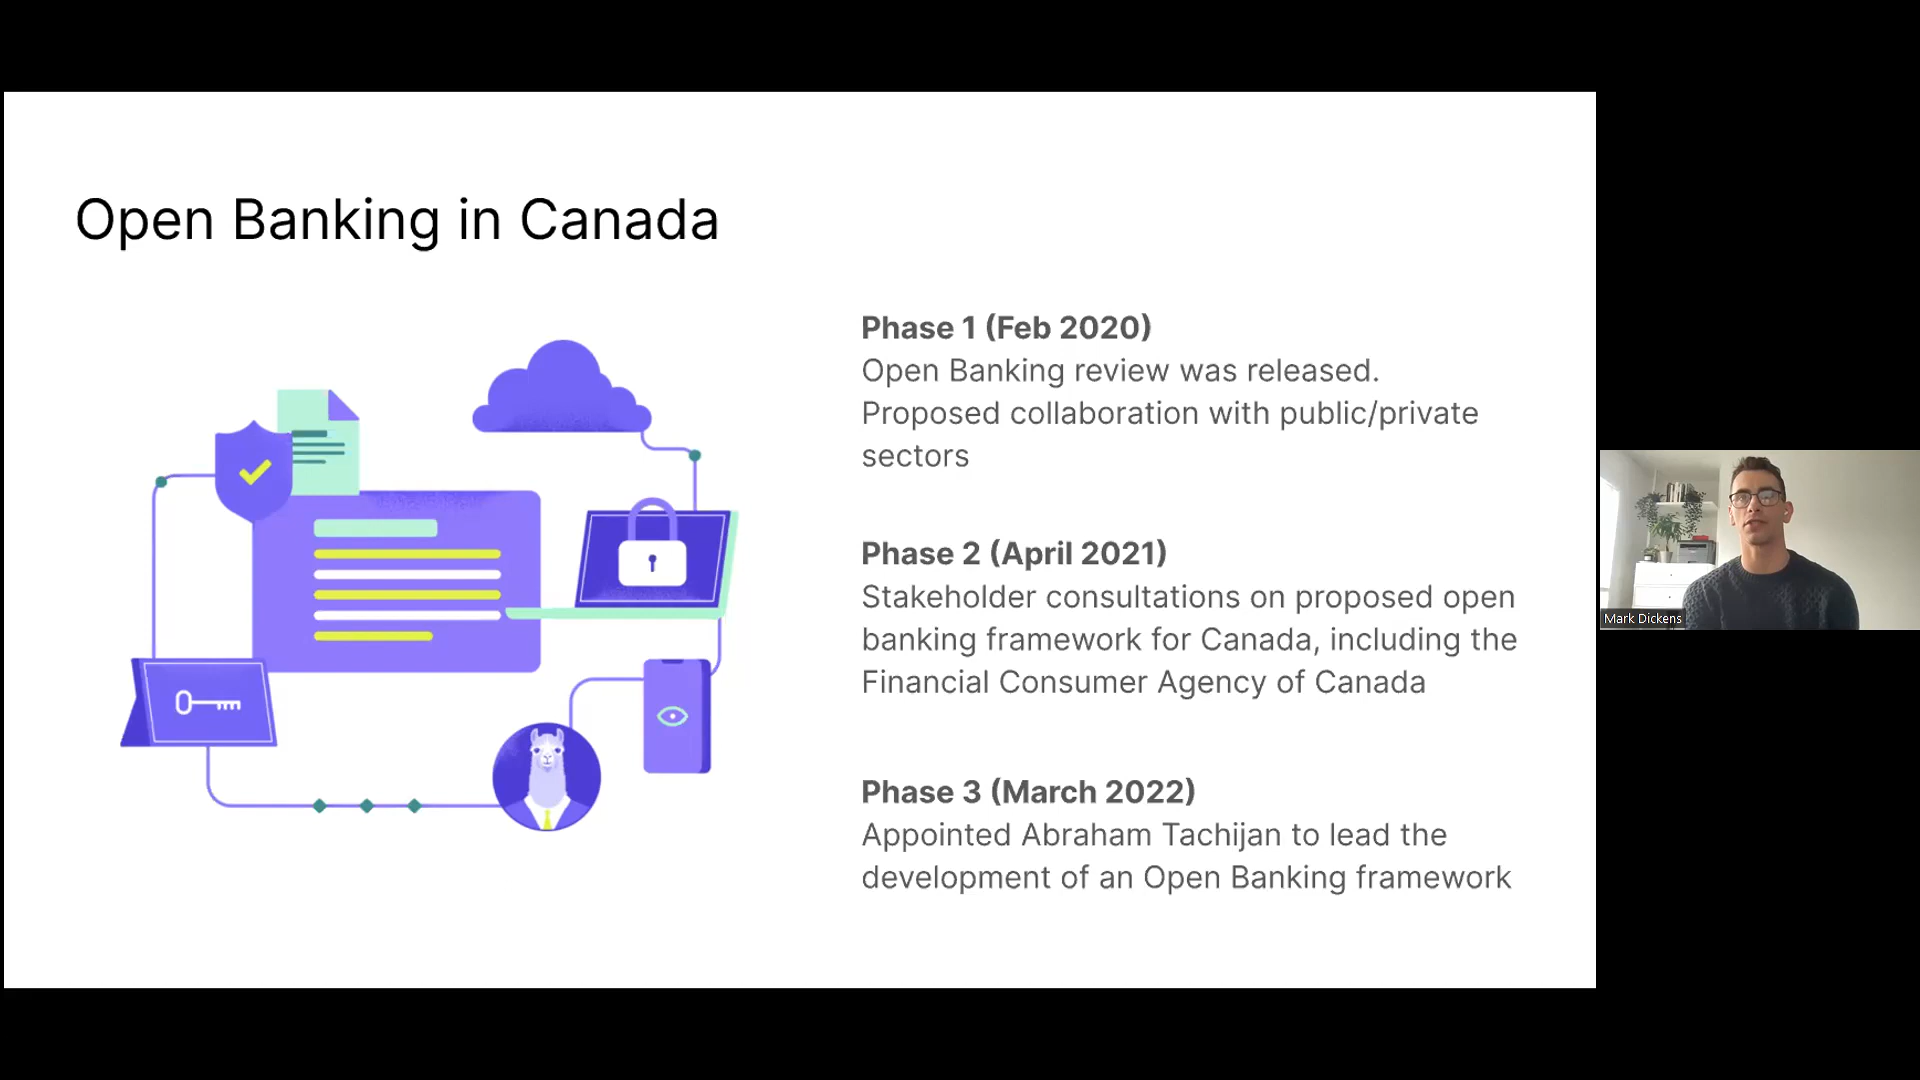 Open Banking in Canada
Phase 1 (Feb 2020)
Open Banking review was released.
Proposed collaboration with public/private
sectors
Phase 2 (April 2021)
Stakeholder consultations on proposed open
banking framework for Canada, including the
Financial Consumer Agency of Canada
Phase 3 (March 2022)
Appointed Abraham Tachijan to lead the
development of an Open Banking framework
Mark Dickens